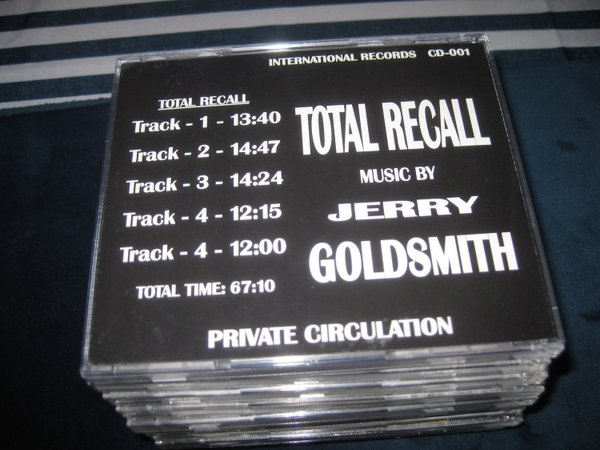 INTERNATIONAL RECORDS CD-001
TOTAL RECALL
Track - 1 - 13:40
Track - 2 - 14:47
Track - 3 - 14:24
Track - 4 - 12:15
Track - 4 - 12:00
TOTAL TIME: 67:10
TOTAL RECALL
MUSIC BY
JERRY
GOLDSMITH
PRIVATE CIRCULATION